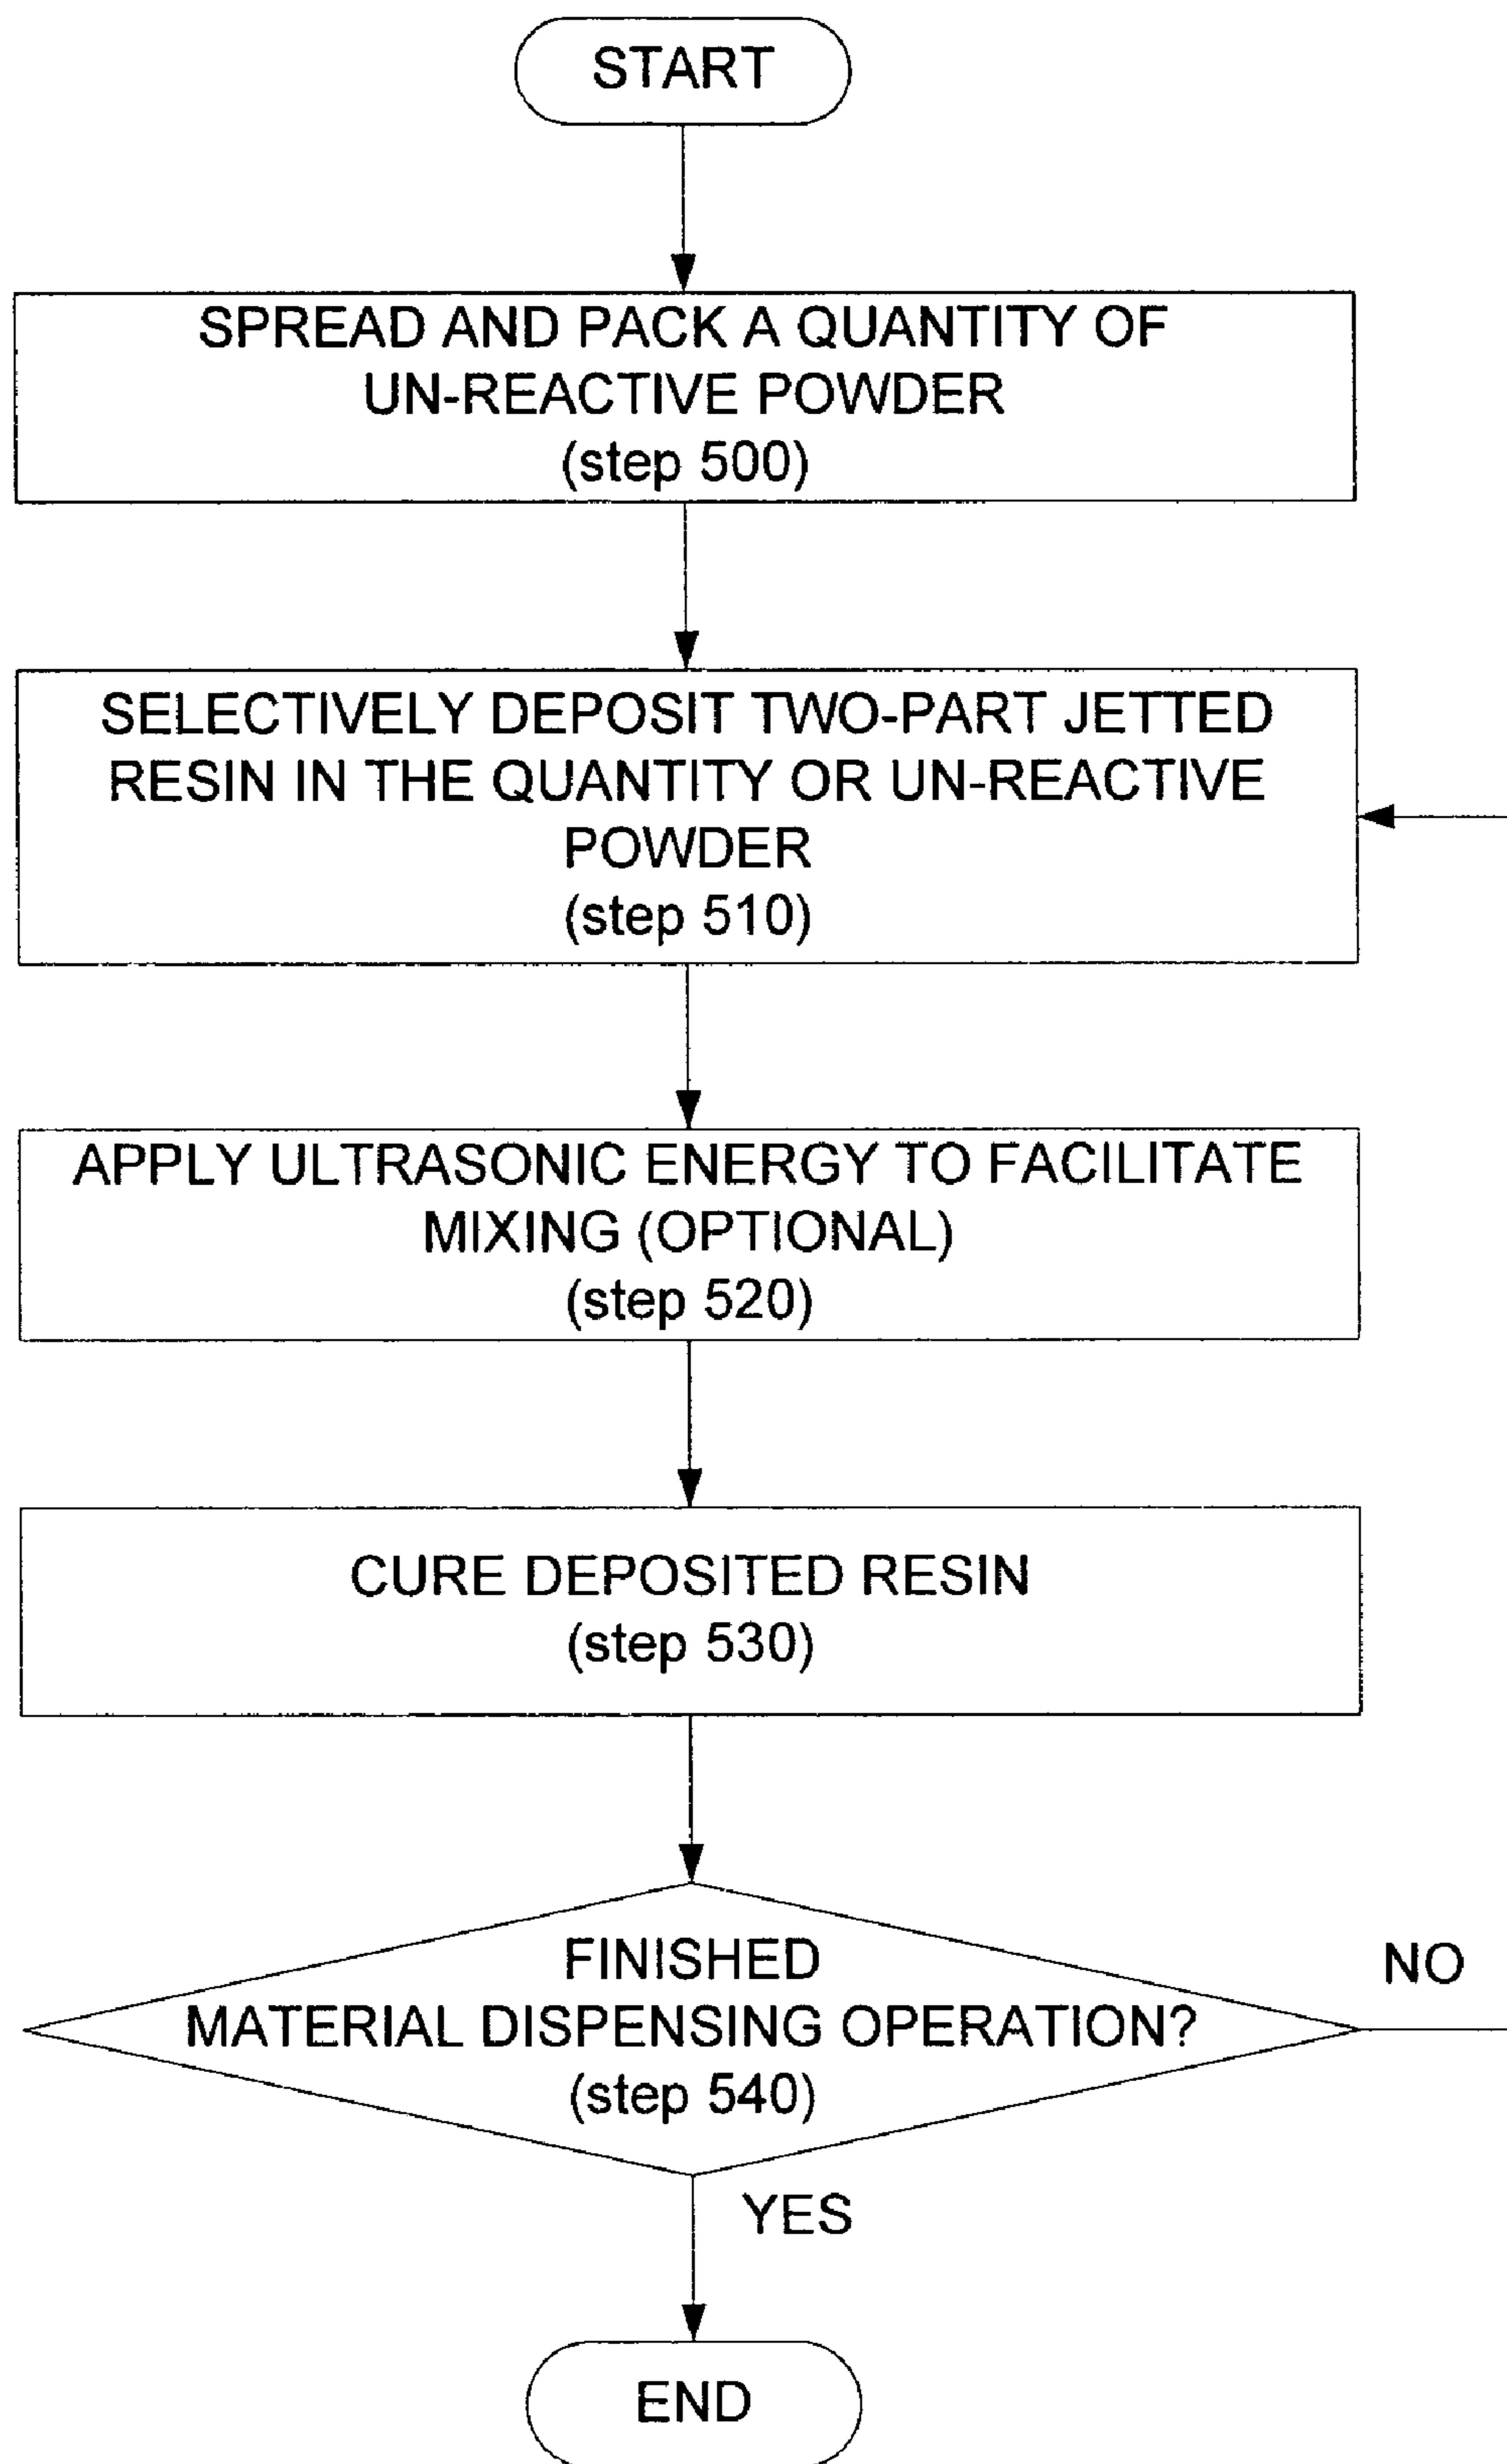 START
SPREAD AND PACK A QUANTITY OF
UN-REACTIVE POWDER
(step 500)
SELECTIVELY DEPOSIT TWO-PART JETTED
RESIN IN THE QUANTITY OR UN-REACTIVE
POWDER
(step 510)
APPLY ULTRASONIC ENERGY TO FACILITATE
MIXING (OPTIONAL)
(step 520)
CURE DEPOSITED RESIN
(step 530)
FINISHED
MATERIAL DISPENSING OPERATION?
(step 540)
NO
YES
END